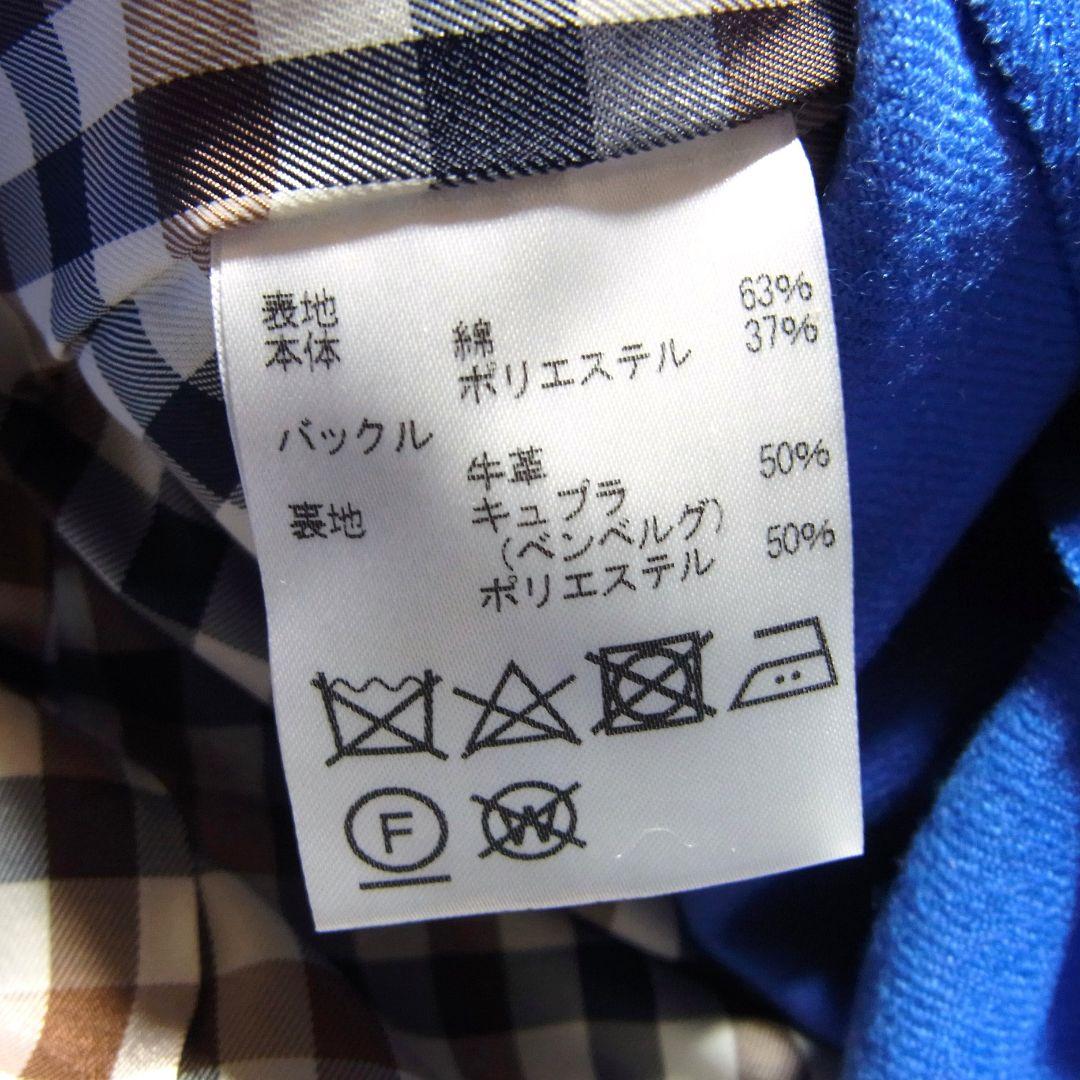 表地 63%
本体 綿 37%
ポリエステル
バックル
牛革 50%
裏地 キュプラ
(ベンベルグ) 50%
ポリエステル
F
W